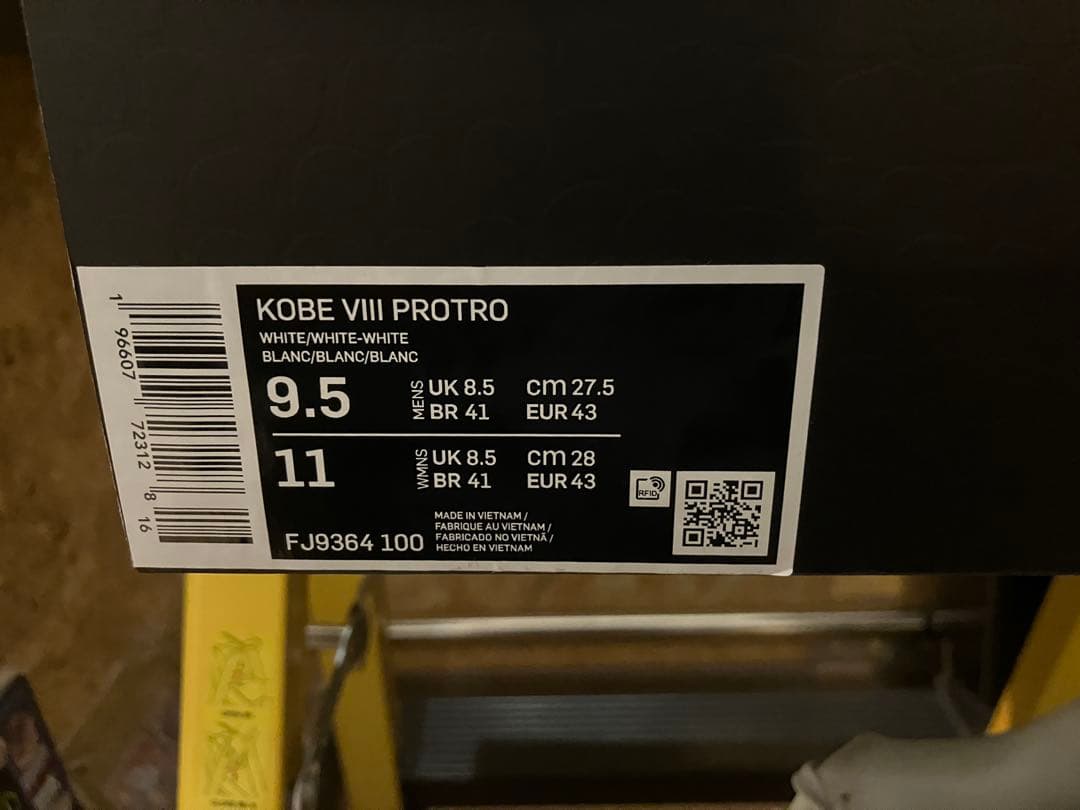 KOBE VIII PROTRO
WHITE/WHITE-WHITE
BLANC/BLANC/BLANC
9.5 MENS UK 8.5 CM 27.5
BR 41 EUR 43
11 WMNS UK 8.5 CM 28
BR 41 EUR 43
RFID
FJ9364 100
MADE IN VIETNAM /
FABRIQUE AU VIETNAM /
FABRICADO NO VIETNÃ /
HECHO EN VIETNAM
1 96607 72312 8 16